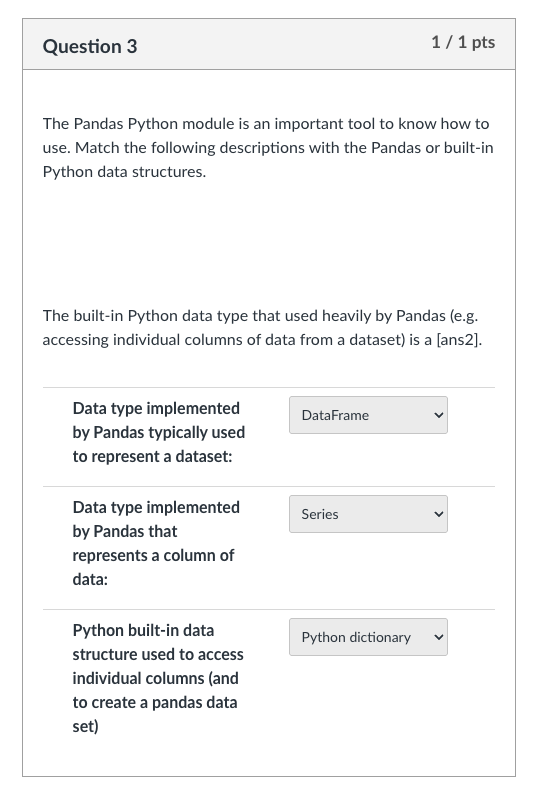 Question 3
1 / 1 pts
The Pandas Python module is an important tool to know how to
use. Match the following descriptions with the Pandas or built-in
Python data structures.
The built-in Python data type that used heavily by Pandas (e.g.
accessing individual columns of data from a dataset) is a [ans2].
Data type implemented
by Pandas typically used
to represent a dataset:
DataFrame
Data type implemented
by Pandas that
represents a column of
data:
Series
Python built-in data
structure used to access
individual columns (and
to create a pandas data
set)
Python dictionary